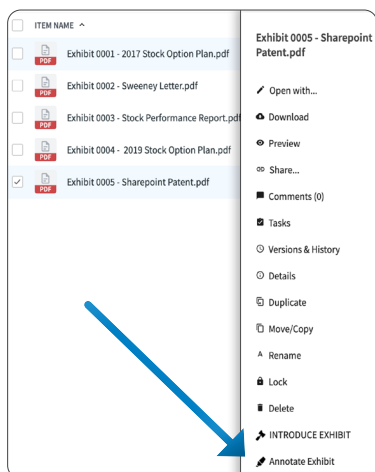 ITEM NAME
PDF
Exhibit 0001 - 2017 Stock Option Plan.pdf
PDF
Exhibit 0002 - Sweeney Letter.pdf
PDF
Exhibit 0003 - Stock Performance Report.pdf
PDF
Exhibit 0004 - 2019 Stock Option Plan.pdf
PDF
Exhibit 0005 - Sharepoint Patent.pdf
Exhibit 0005 - Sharepoint
Patent.pdf
Open with...
Download
Preview
Share...
Comments (0)
Tasks
Versions & History
Details
Duplicate
Move/Copy
A Rename
Lock
Delete
INTRODUCE EXHIBIT
Annotate Exhibit